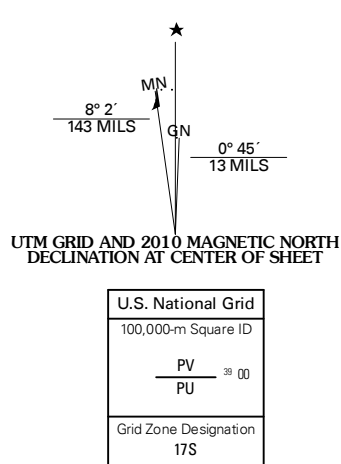 ★
MN
8° 2´
143 MILS
GN
0° 45´
13 MILS
UTM GRID AND 2010 MAGNETIC NORTH
DECLINATION AT CENTER OF SHEET
U.S. National Grid
100,000-m Square ID
PV
39 00
PU
Grid Zone Designation
17S